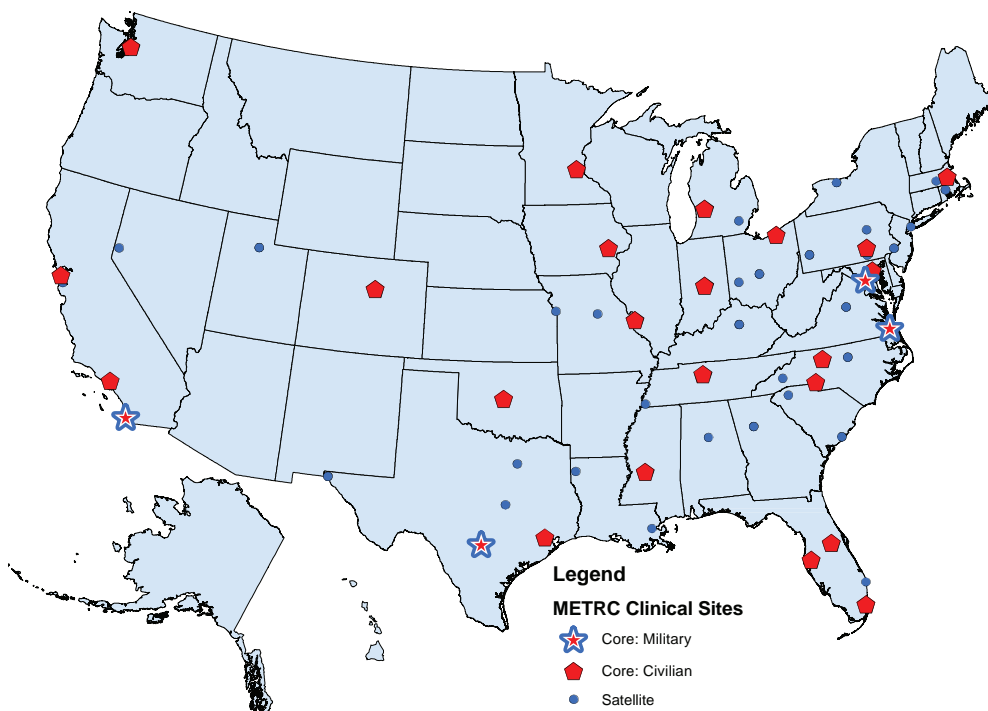 Legend
METRC Clinical Sites
Core: Military
Core: Civilian
Satellite